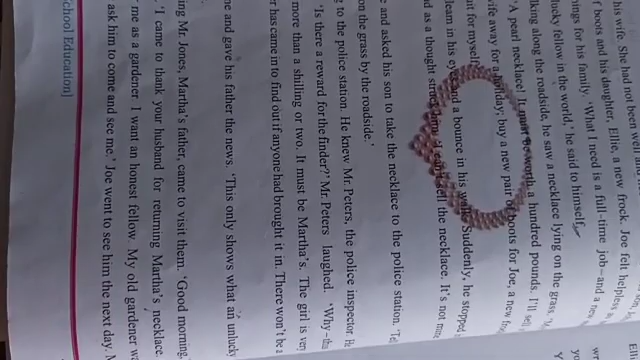 his wife. She had not been well
f boots and his daughter, Ellie, a new frock. Joe felt helpless
ings for his family. 'What I need is a full-time job – and a new
lucky fellow in the world,' he said to himself.
lking along the roadside, he saw a necklace lying on the grass.
'A pearl necklace! It must be worth a hundred pounds. I'll sell
wife away for a holiday; buy a new pair of boots for Joe, a new
uit for myself
leam in his eye and a bounce in his walk. Suddenly, he stopped
d as a thought struck him. 'I can't sell the necklace. It's not mine
e and asked his son to take the necklace to the police station.
on the grass by the roadside.'
g to the police station. He knew Mr. Peters, the police inspector.
'Is there a reward for the finder?' Mr. Peters laughed. 'Why –
more than a shilling or two. It must be Martha's. The girl is
er has came in to find out if anyone had brought it in. There won't be a
ne and gave his father the news. 'This only shows what an unlucky
ing Mr. Jones, Martha's father, came to visit them. 'Good morning,
'I came to thank your husband for returning Martha's necklace.
me as a gardener. I want an honest fellow. My old gardener
ask him to come and see me.' Joe went to see him the next day.
School Education]